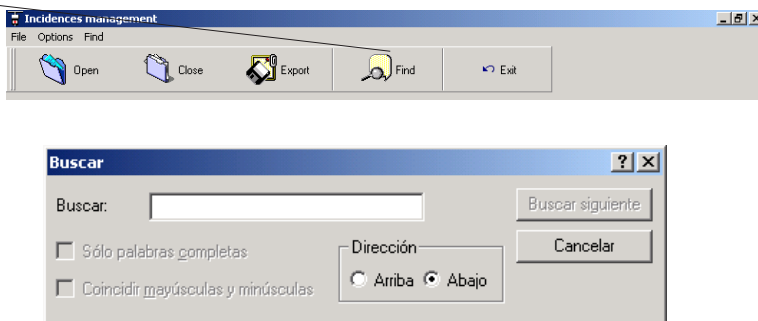 Incidences management
File Options Find
Open Close Export Find Exit
Buscar
Buscar: Buscar siguiente
Sólo palabras completas Dirección Cancelar
Arriba Abajo
Coincidir mayúsculas y minúsculas